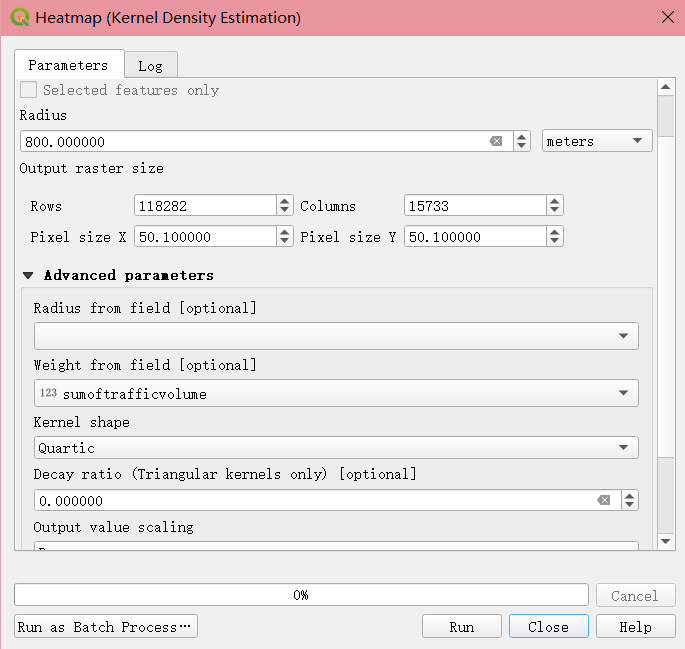 Heatmap (Kernel Density Estimation)
Parameters Log
Selected features only
Radius
800.000000 meters
Output raster size
Rows 118282 Columns 15733
Pixel size X 50.100000 Pixel size Y 50.100000
Advanced parameters
Radius from field [optional]
Weight from field [optional]
123 sumoftrafficvolume
Kernel shape
Quartic
Decay ratio (Triangular kernels only) [optional]
0.000000
Output value scaling
0% Cancel
Run as Batch Process… Run Close Help